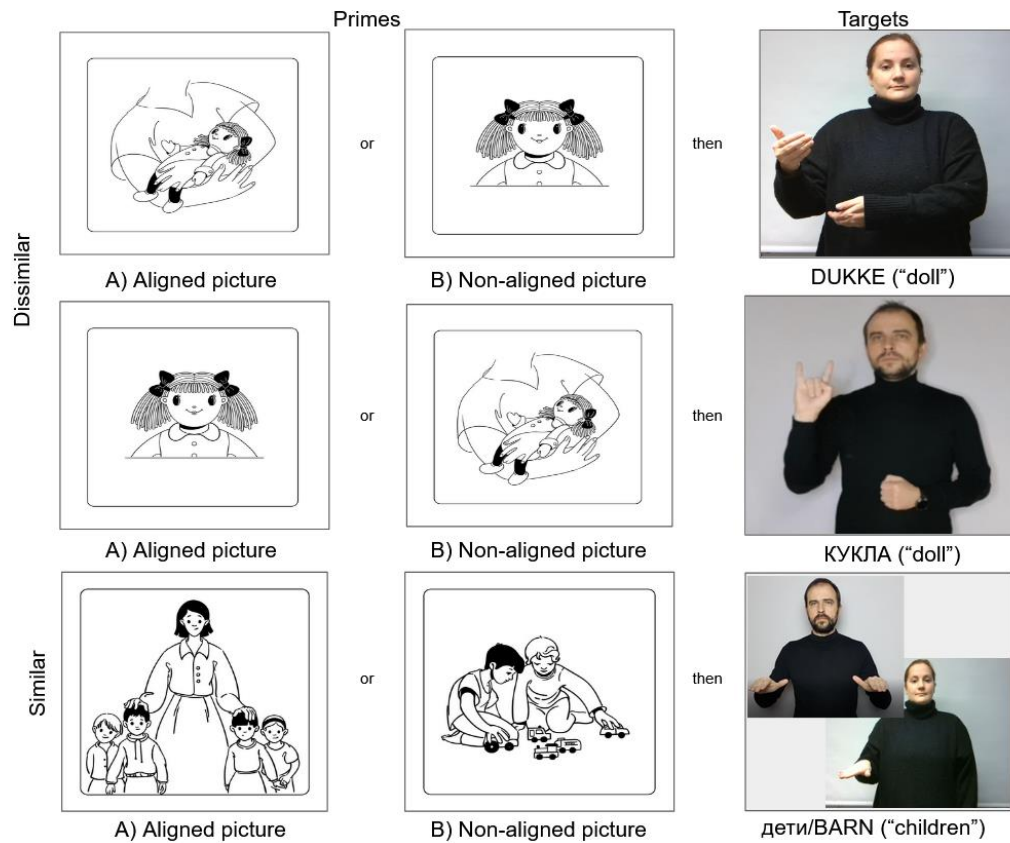 Primes
Targets
Dissimilar
or
then
A) Aligned picture
B) Non-aligned picture
DUKKE (“doll”)
or
then
A) Aligned picture
B) Non-aligned picture
КУКЛА (“doll”)
Similar
or
then
A) Aligned picture
B) Non-aligned picture
дети/BARN (“children”)